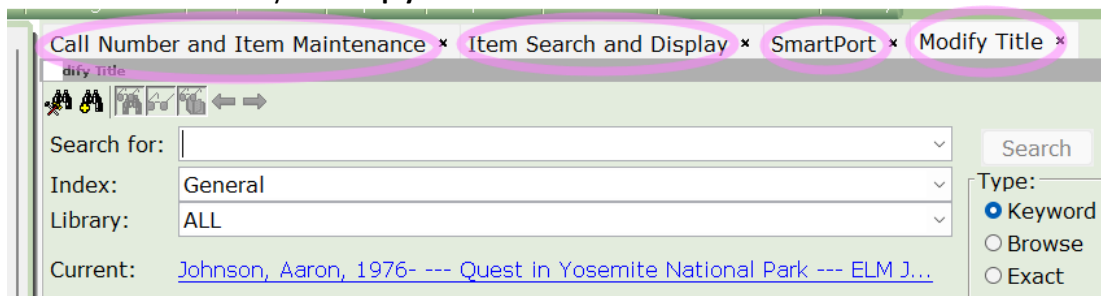 Call Number and Item Maintenance × Item Search and Display × SmartPort × Modify Title ×
dify Title
Search for: Search
Index: General Type:
Library: ALL Keyword
Browse
Current: Johnson, Aaron, 1976- --- Quest in Yosemite National Park --- ELM J... Exact